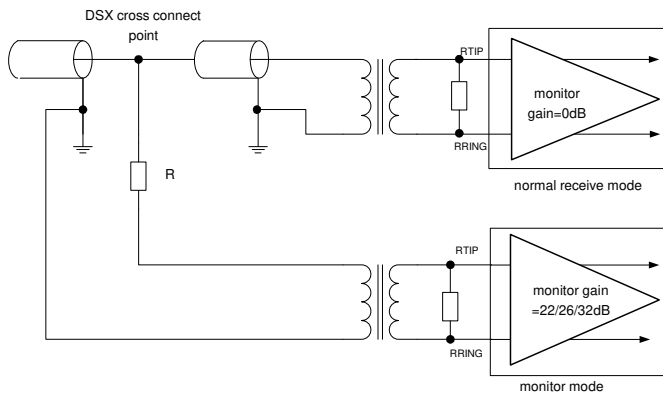 DSX cross connect
point
RTIP
monitor
gain=0dB
RRING
normal receive mode
R
RTIP
monitor gain
=22/26/32dB
RRING
monitor mode